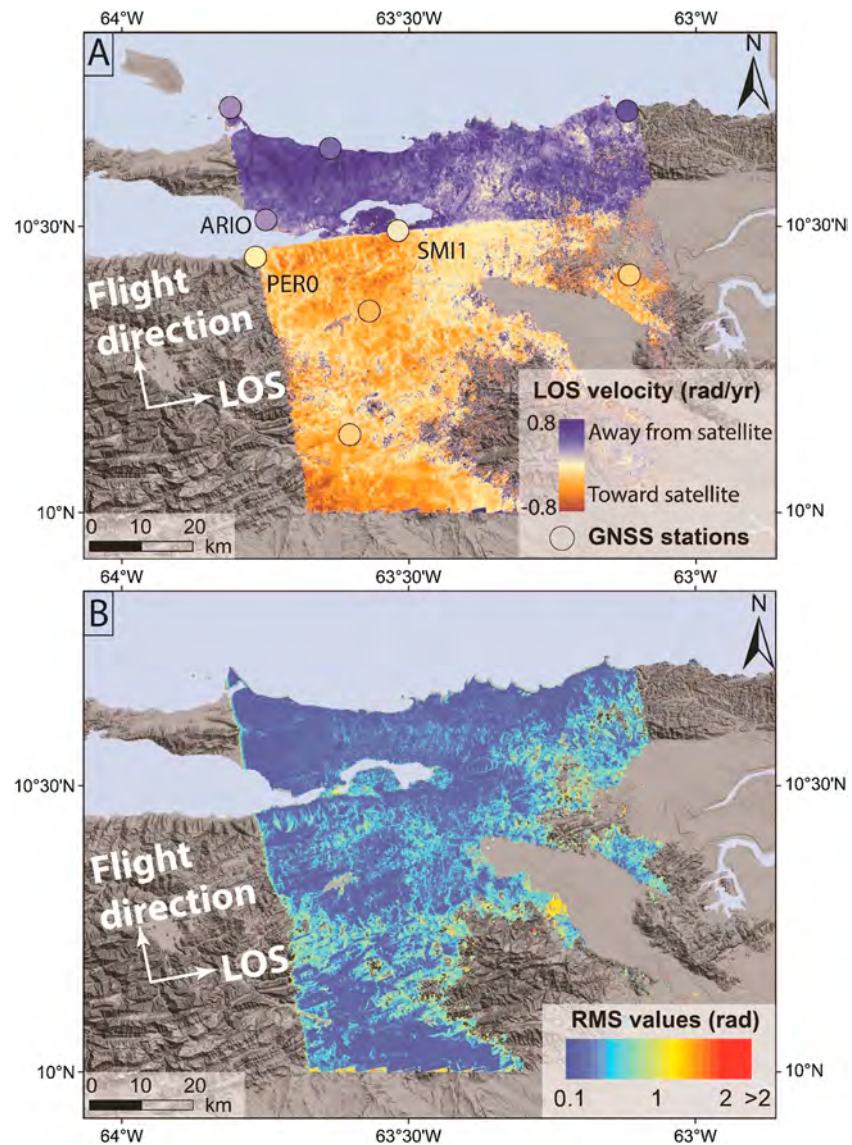 64°W
63°30'W
63°W
A
N
10°30'N
10°30'N
ARIO
SMI1
PER0
Flight
direction
LOS
LOS velocity (rad/yr)
0.8
Away from satellite
-0.8
Toward satellite
GNSS stations
10°N
10°N
0 10 20
km
64°W
63°30'W
63°W
B
N
10°30'N
10°30'N
Flight
direction
LOS
RMS values (rad)
0.1 1 2 >2
10°N
10°N
0 10 20
km
63°30'W
63°W
64°W